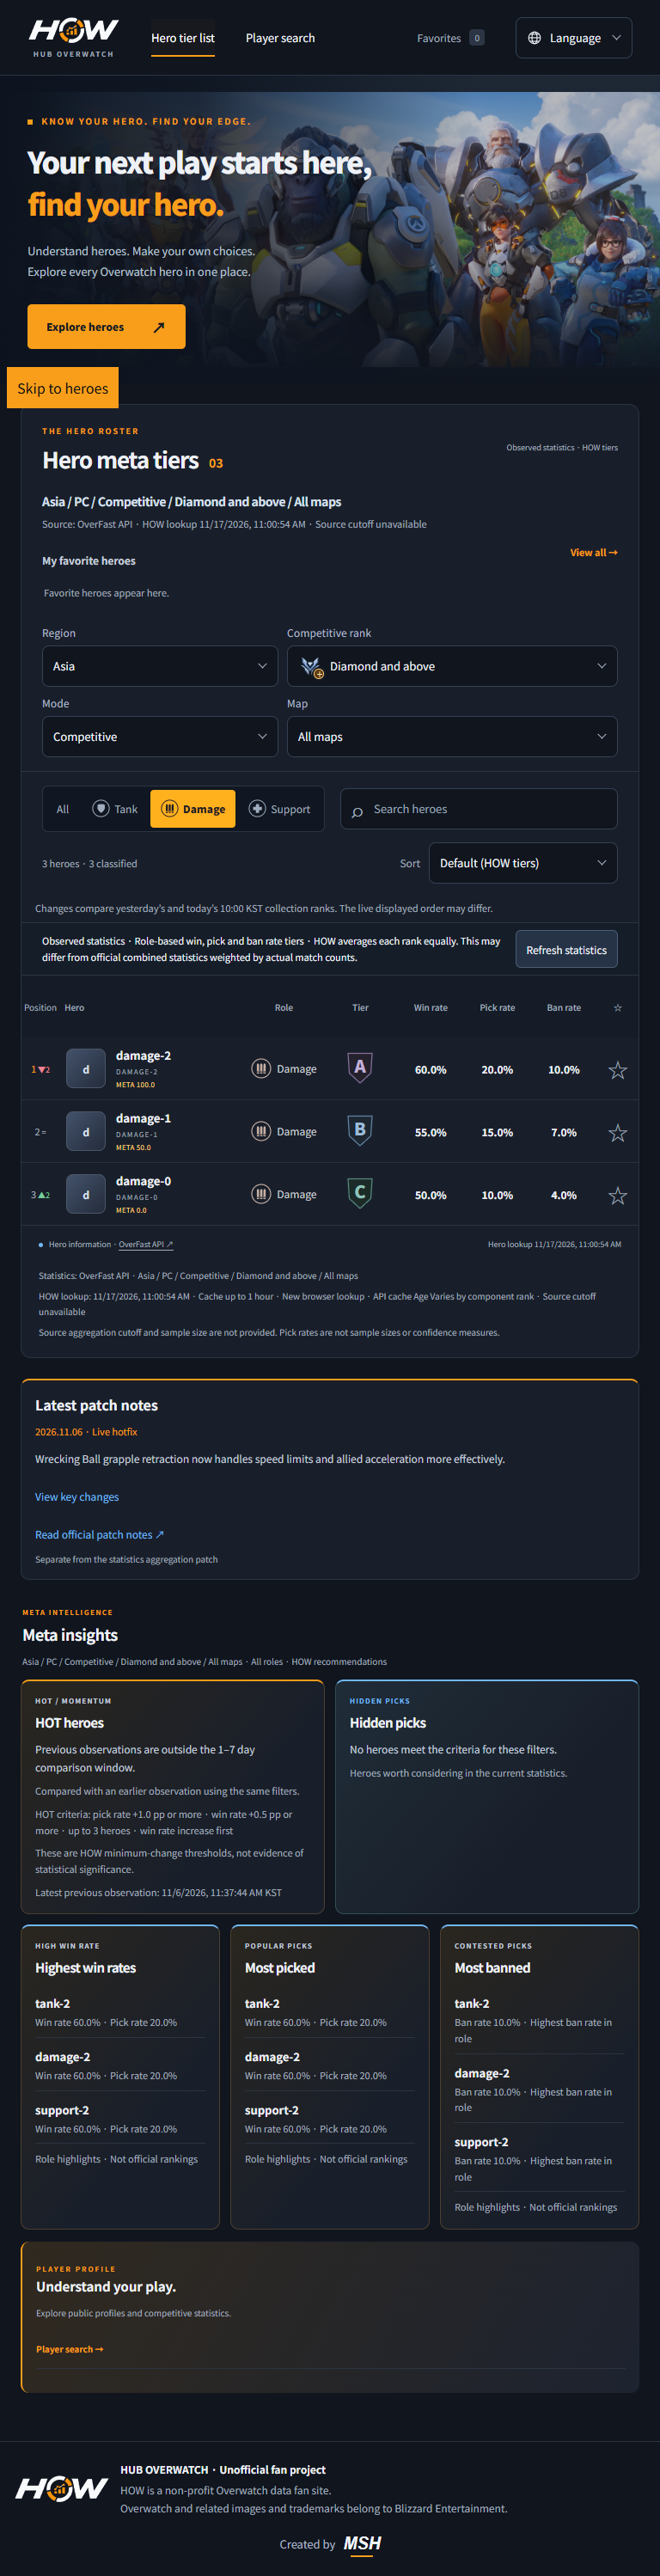 HOW
HUB OVERWATCH
Hero tier list
Player search
Favorites 0
Language
KNOW YOUR HERO. FIND YOUR EDGE.
Your next play starts here,
find your hero.
Understand heroes. Make your own choices.
Explore every Overwatch hero in one place.
Explore heroes ↗
Skip to heroes
THE HERO ROSTER
Hero meta tiers 03
Observed statistics · HOW tiers
Asia / PC / Competitive / Diamond and above / All maps
Source: OverFast API · HOW lookup 11/17/2026, 11:00:54 AM · Source cutoff unavailable
My favorite heroes
View all →
Favorite heroes appear here.
Region
Competitive rank
Asia
Diamond and above
Mode
Map
Competitive
All maps
All
Tank
Damage
Support
Search heroes
3 heroes · 3 classified
Sort
Default (HOW tiers)
Changes compare yesterday's and today's 10:00 KST collection ranks. The live displayed order may differ.
Observed statistics · Role-based win, pick and ban rate tiers · HOW averages each rank equally. This may
differ from official combined statistics weighted by actual match counts.
Refresh statistics
Position Hero Role Tier Win rate Pick rate Ban rate ☆
1 ▼2 d damage-2 Damage A 60.0% 20.0% 10.0% ☆
DAMAGE-2
META 100.0
2 = d damage-1 Damage B 55.0% 15.0% 7.0% ☆
DAMAGE-1
META 50.0
3 ▲2 d damage-0 Damage C 50.0% 10.0% 4.0% ☆
DAMAGE-0
META 0.0
Hero information · OverFast API ↗
Hero lookup 11/17/2026, 11:00:54 AM
Statistics: OverFast API · Asia / PC / Competitive / Diamond and above / All maps
HOW lookup: 11/17/2026, 11:00:54 AM · Cache up to 1 hour · New browser lookup · API cache Age Varies by component rank · Source cutoff
unavailable
Source aggregation cutoff and sample size are not provided. Pick rates are not sample sizes or confidence measures.
Latest patch notes
2026.11.06 · Live hotfix
Wrecking Ball grapple retraction now handles speed limits and allied acceleration more effectively.
View key changes
Read official patch notes ↗
Separate from the statistics aggregation patch
META INTELLIGENCE
Meta insights
Asia / PC / Competitive / Diamond and above / All maps · All roles · HOW recommendations
HOT / MOMENTUM
HOT heroes
Previous observations are outside the 1–7 day
comparison window.
Compared with an earlier observation using the same filters.
HOT criteria: pick rate +1.0 pp or more · win rate +0.5 pp or
more · up to 3 heroes · win rate increase first
These are HOW minimum-change thresholds, not evidence of
statistical significance.
Latest previous observation: 11/6/2026, 11:37:44 AM KST
HIDDEN PICKS
Hidden picks
No heroes meet the criteria for these filters.
Heroes worth considering in the current statistics.
HIGH WIN RATE
Highest win rates
tank-2
Win rate 60.0% · Pick rate 20.0%
damage-2
Win rate 60.0% · Pick rate 20.0%
support-2
Win rate 60.0% · Pick rate 20.0%
Role highlights · Not official rankings
POPULAR PICKS
Most picked
tank-2
Win rate 60.0% · Pick rate 20.0%
damage-2
Win rate 60.0% · Pick rate 20.0%
support-2
Win rate 60.0% · Pick rate 20.0%
Role highlights · Not official rankings
CONTESTED PICKS
Most banned
tank-2
Ban rate 10.0% · Highest ban rate in
role
damage-2
Ban rate 10.0% · Highest ban rate in
role
support-2
Ban rate 10.0% · Highest ban rate in
role
Role highlights · Not official rankings
PLAYER PROFILE
Understand your play.
Explore public profiles and competitive statistics.
Player search →
HOW
HUB OVERWATCH · Unofficial fan project
HOW is a non-profit Overwatch data fan site.
Overwatch and related images and trademarks belong to Blizzard Entertainment.
Created by MSH